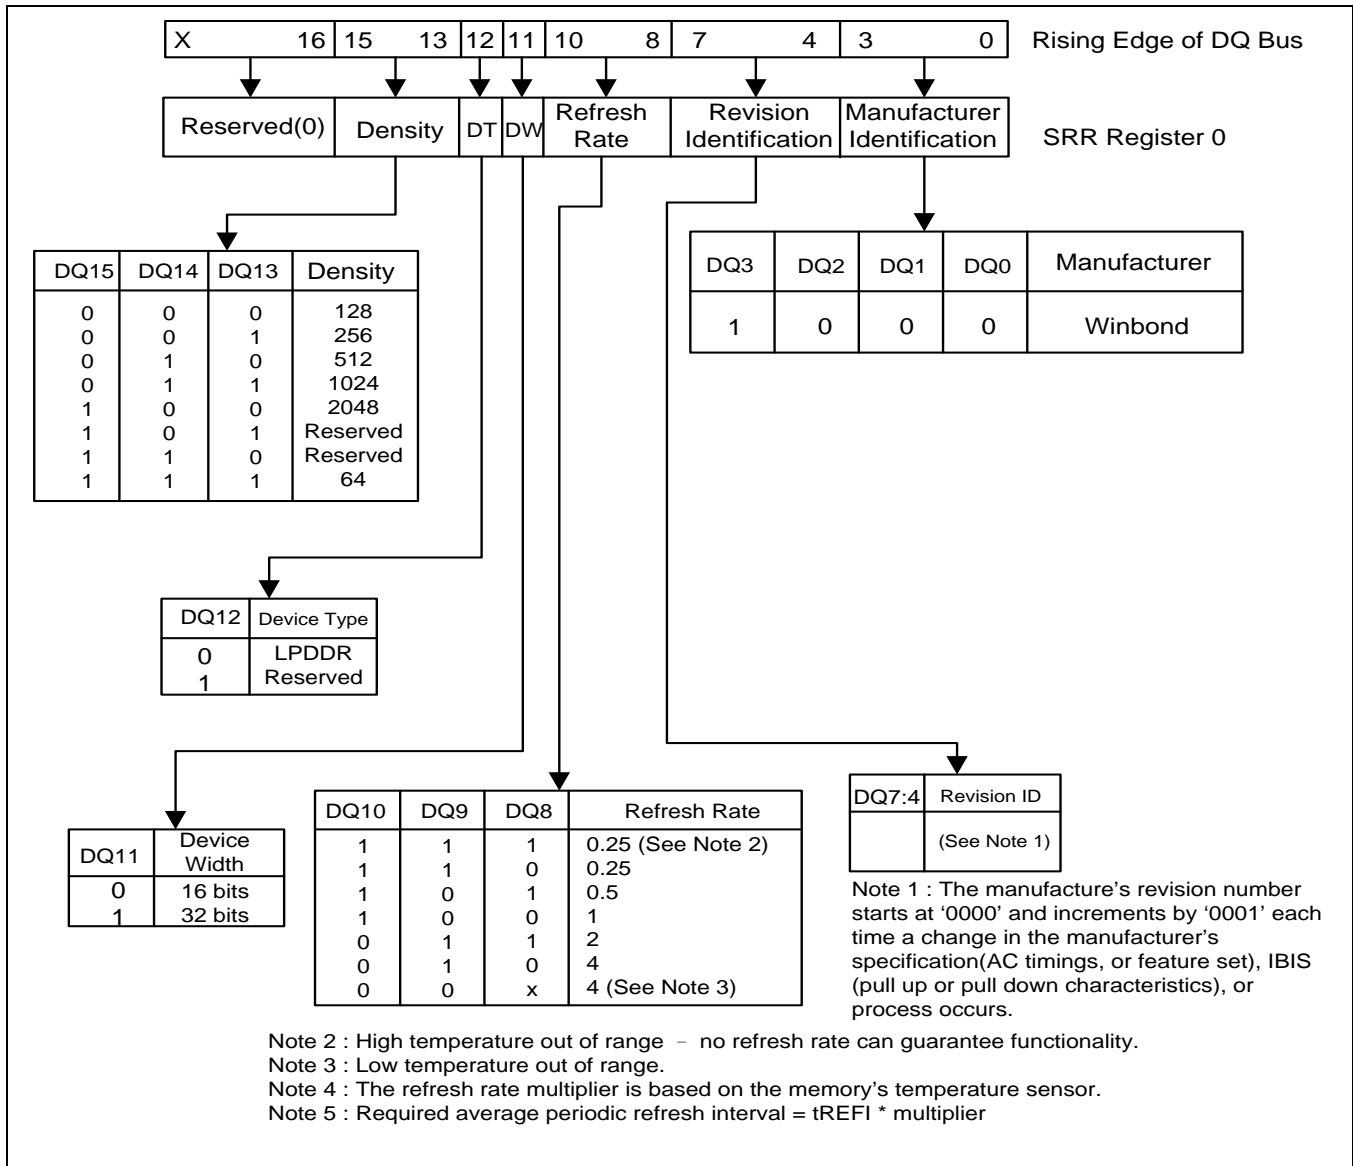 X 16 15 13 12 11 10 8 7 4 3 0 Rising Edge of DQ Bus
Reserved(0) Density DT DW Refresh Rate Revision Identification Manufacturer Identification SRR Register 0
DQ15 DQ14 DQ13 Density
0 0 0 128
0 0 1 256
0 1 0 512
0 1 1 1024
1 0 0 2048
1 0 1 Reserved
1 1 0 Reserved
1 1 1 64
DQ3 DQ2 DQ1 DQ0 Manufacturer
1 0 0 0 Winbond
DQ12 Device Type
0 LPDDR
1 Reserved
DQ11 Device Width
0 16 bits
1 32 bits
DQ10 DQ9 DQ8 Refresh Rate
1 1 1 0.25 (See Note 2)
1 1 0 0.25
1 0 1 0.5
1 0 0 1
0 1 1 2
0 1 0 4
0 0 x 4 (See Note 3)
DQ7:4 Revision ID
(See Note 1)
Note 1 : The manufacture's revision number
starts at '0000' and increments by '0001' each
time a change in the manufacturer's
specification(AC timings, or feature set), IBIS
(pull up or pull down characteristics), or
process occurs.
Note 2 : High temperature out of range – no refresh rate can guarantee functionality.
Note 3 : Low temperature out of range.
Note 4 : The refresh rate multiplier is based on the memory's temperature sensor.
Note 5 : Required average periodic refresh interval = tREFI * multiplier